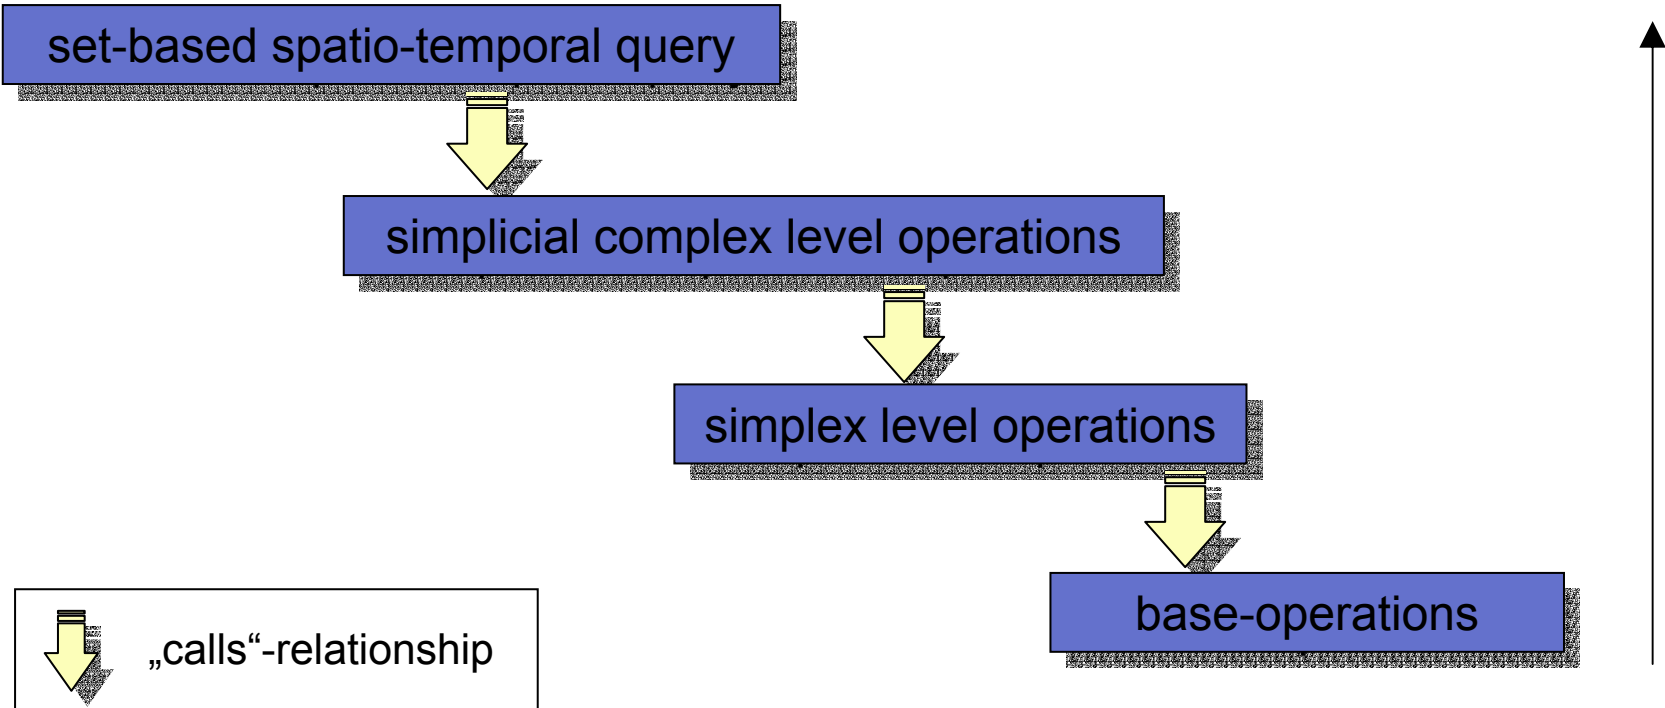 set-based spatio-temporal query
simplicial complex level operations
simplex level operations
base-operations
„calls“-relationship